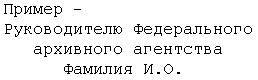 Пример -
Руководителю Федерального
архивного агентства
Фамилия И.О.